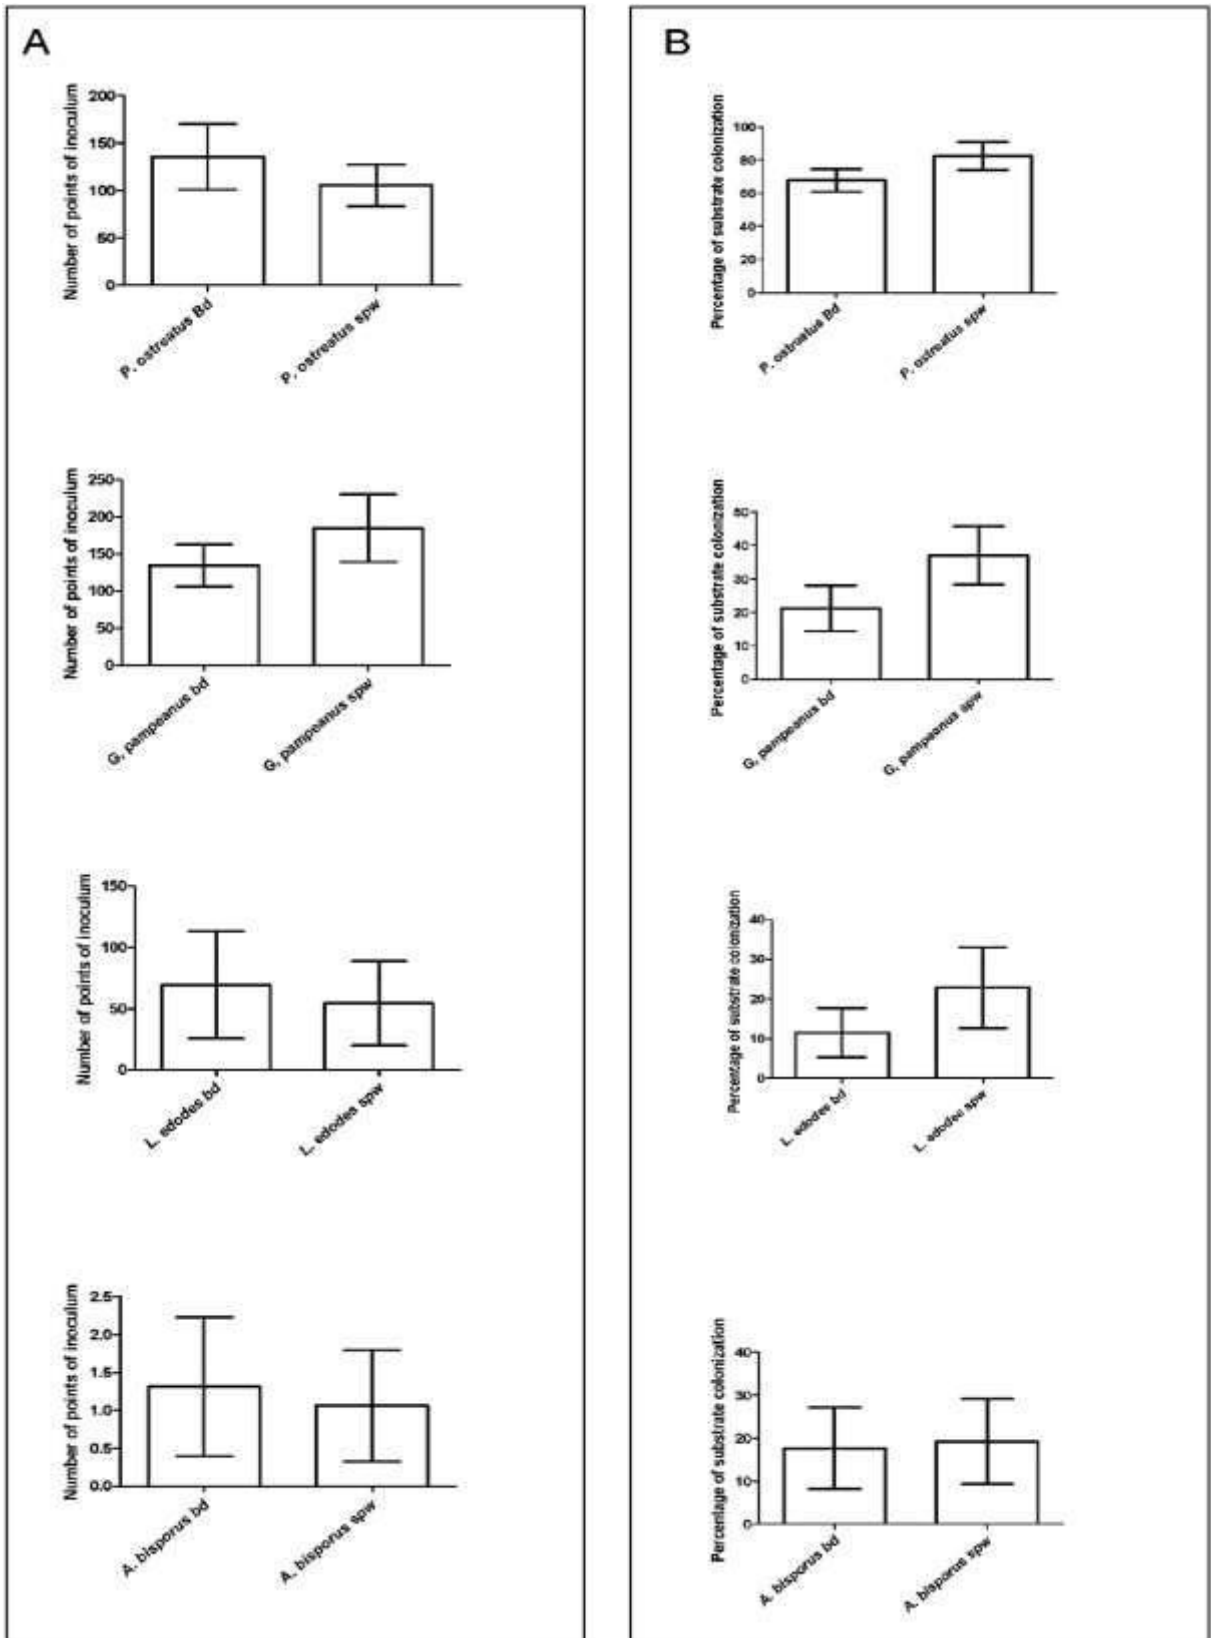 A
Number of points of inoculum
200
150
100
50
0
P. ostreatus Bd
P. ostreatus spw
Number of points of inoculum
250
200
150
100
50
0
G. pampeanus bd
G. pampeanus spw
Number of points of inoculum
150
100
50
0
L. edodes bd
L. edodes spw
Number of points of inoculum
2.5
2.0
1.5
1.0
0.5
0.0
A. bisporus bd
A. bisporus spw
B
Percentage of substrate colonization
100
80
60
40
20
0
P. ostreatus Bd
P. ostreatus spw
Percentage of substrate colonization
50
40
30
20
10
0
G. pampeanus bd
G. pampeanus spw
Percentage of substrate colonization
40
30
20
10
0
L. edodes bd
L. edodes spw
Percentage of substrate colonization
40
30
20
10
0
A. bisporus bd
A. bisporus spw